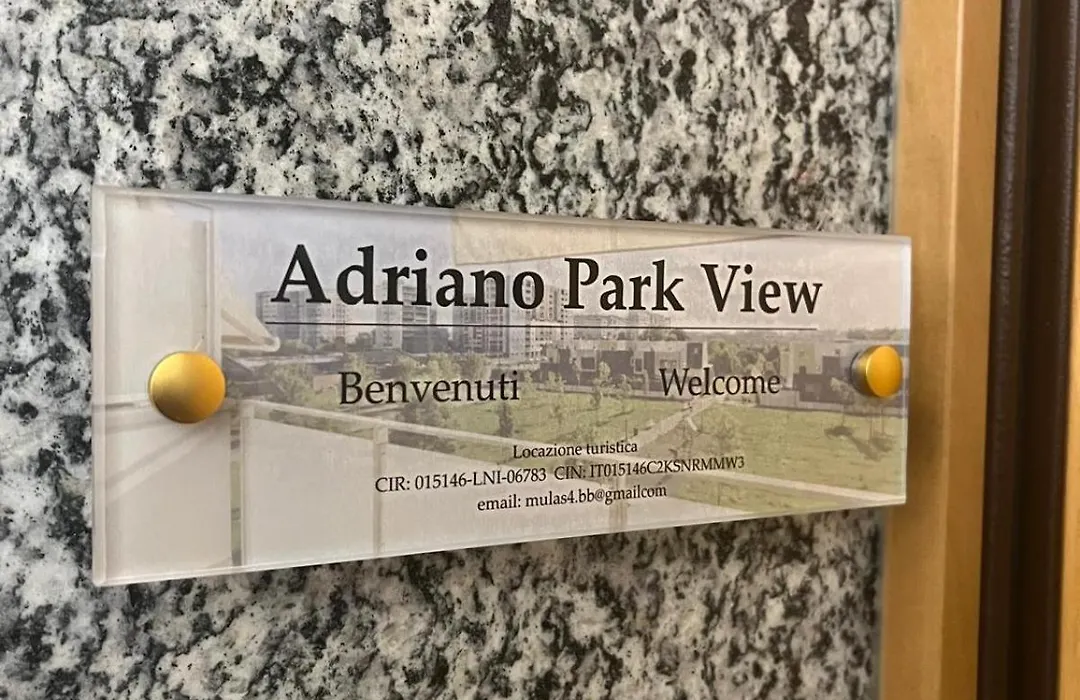 Adriano Park View
Benvenuti Welcome
Locazione turistica
CIR: 015146-LNI-06783 CIN: IT015146C2KSNRMMW3
email: mulas4.bb@gmailcom